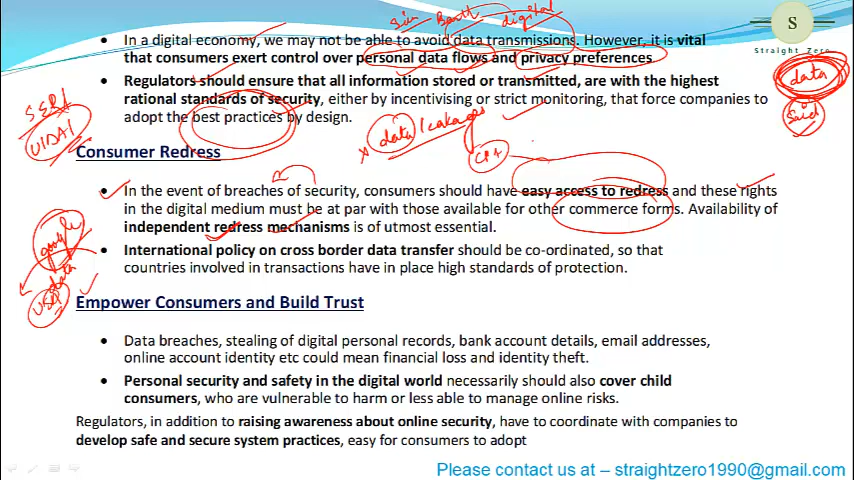 Sim Bank digital
S
Straight Zero
In a digital economy, we may not be able to avoid data transmissions. However, it is vital
that consumers exert control over personal data flows and privacy preferences.
data
Said
Regulators should ensure that all information stored or transmitted, are with the highest
rational standards of security, either by incentivising or strict monitoring, that force companies to
adopt the best practices by design.
data leakages
UIDAI
CPA
Consumer Redress
In the event of breaches of security, consumers should have easy access to redress and these rights
in the digital medium must be at par with those available for other commerce forms. Availability of
independent redress mechanisms is of utmost essential.
google
data
USA
International policy on cross border data transfer should be co-ordinated, so that
countries involved in transactions have in place high standards of protection.
Empower Consumers and Build Trust
Data breaches, stealing of digital personal records, bank account details, email addresses,
online account identity etc could mean financial loss and identity theft.
Personal security and safety in the digital world necessarily should also cover child
consumers, who are vulnerable to harm or less able to manage online risks.
Regulators, in addition to raising awareness about online security, have to coordinate with companies to
develop safe and secure system practices, easy for consumers to adopt
Please contact us at – straightzero1990@gmail.com